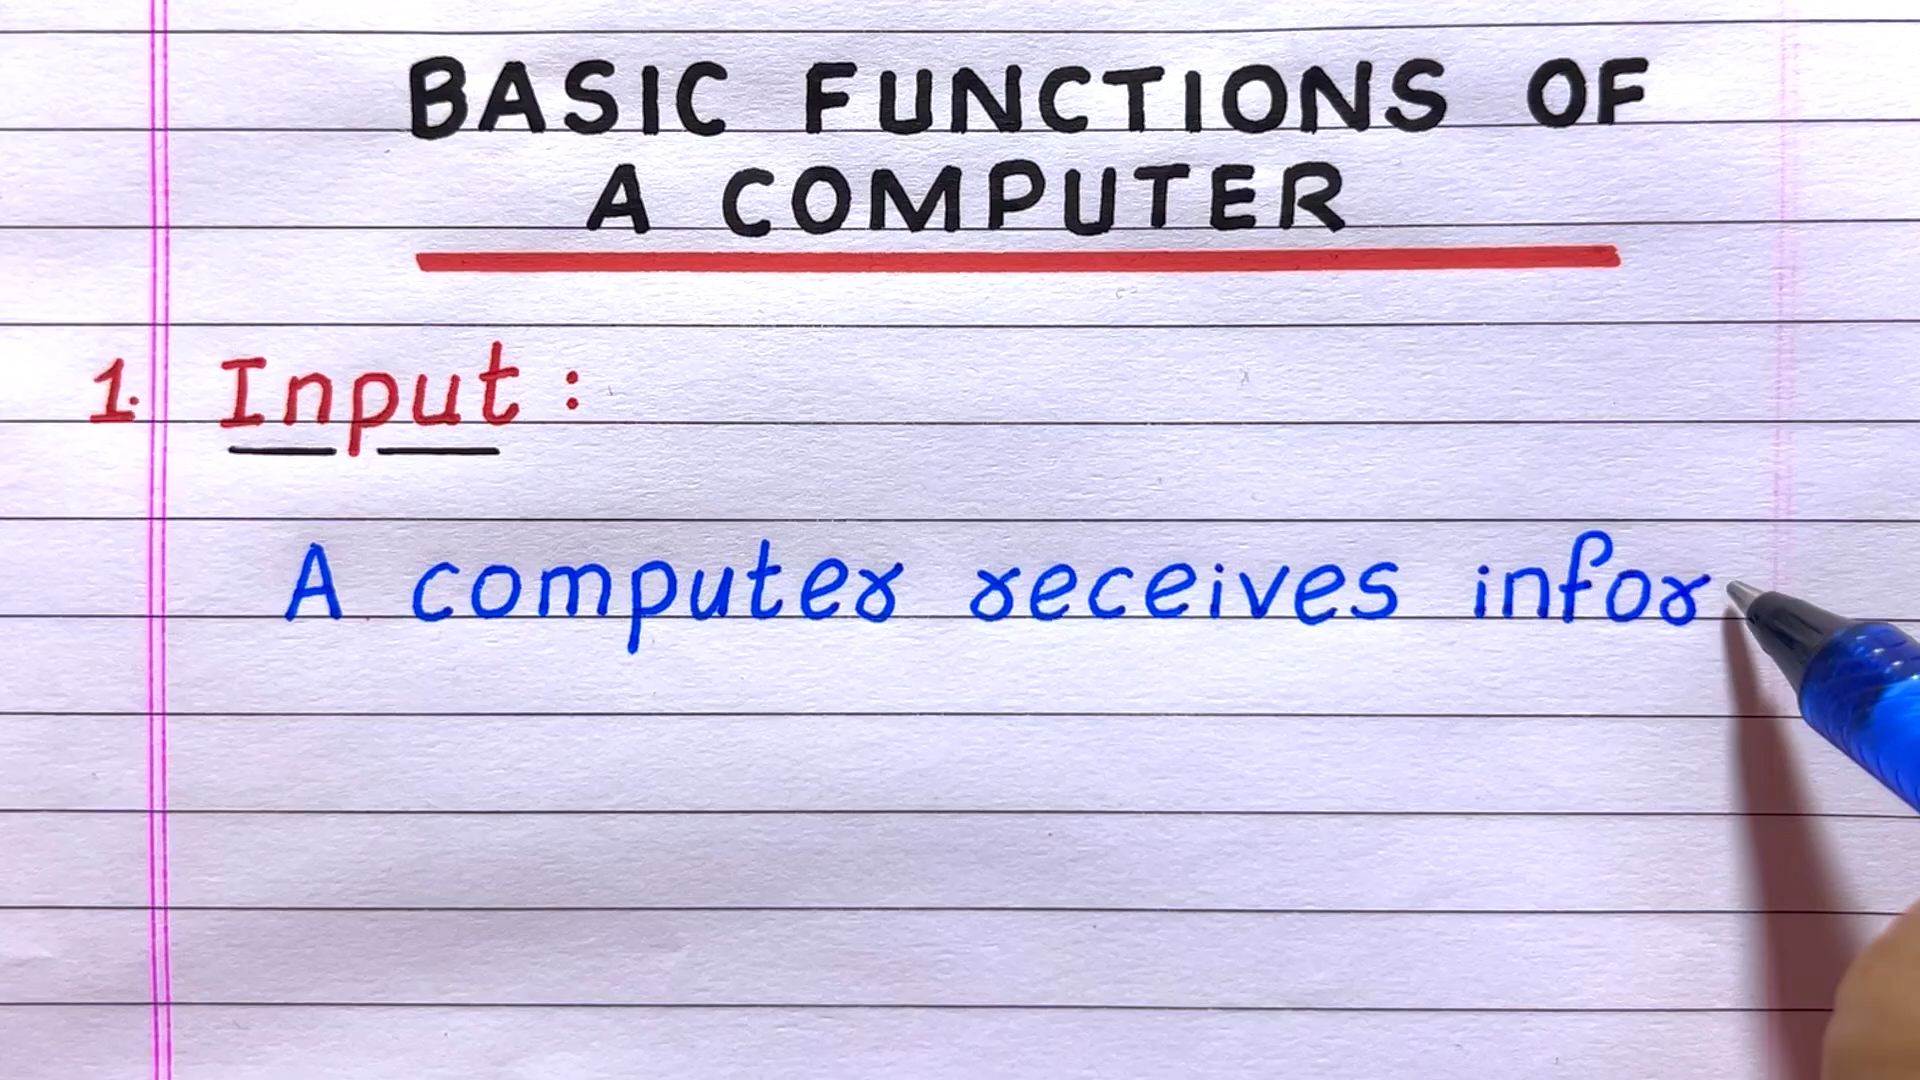 BASIC FUNCTIONS OF
A COMPUTER
1. Input :
A computer receives infor